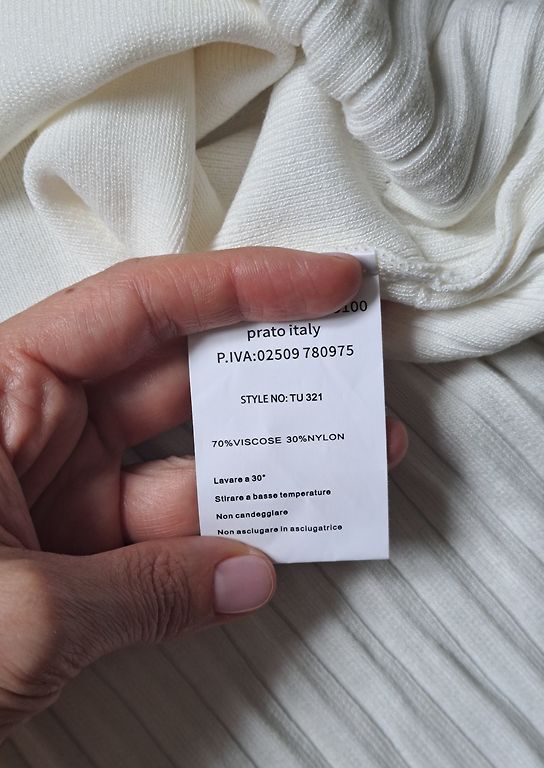 prato italy
P.IVA:02509 780975
STYLE NO: TU 321
70%VISCOSE 30%NYLON
Lavare a 30°
Stirare a basse temperature
Non candeggiare
Non asciugare in asciugatrice